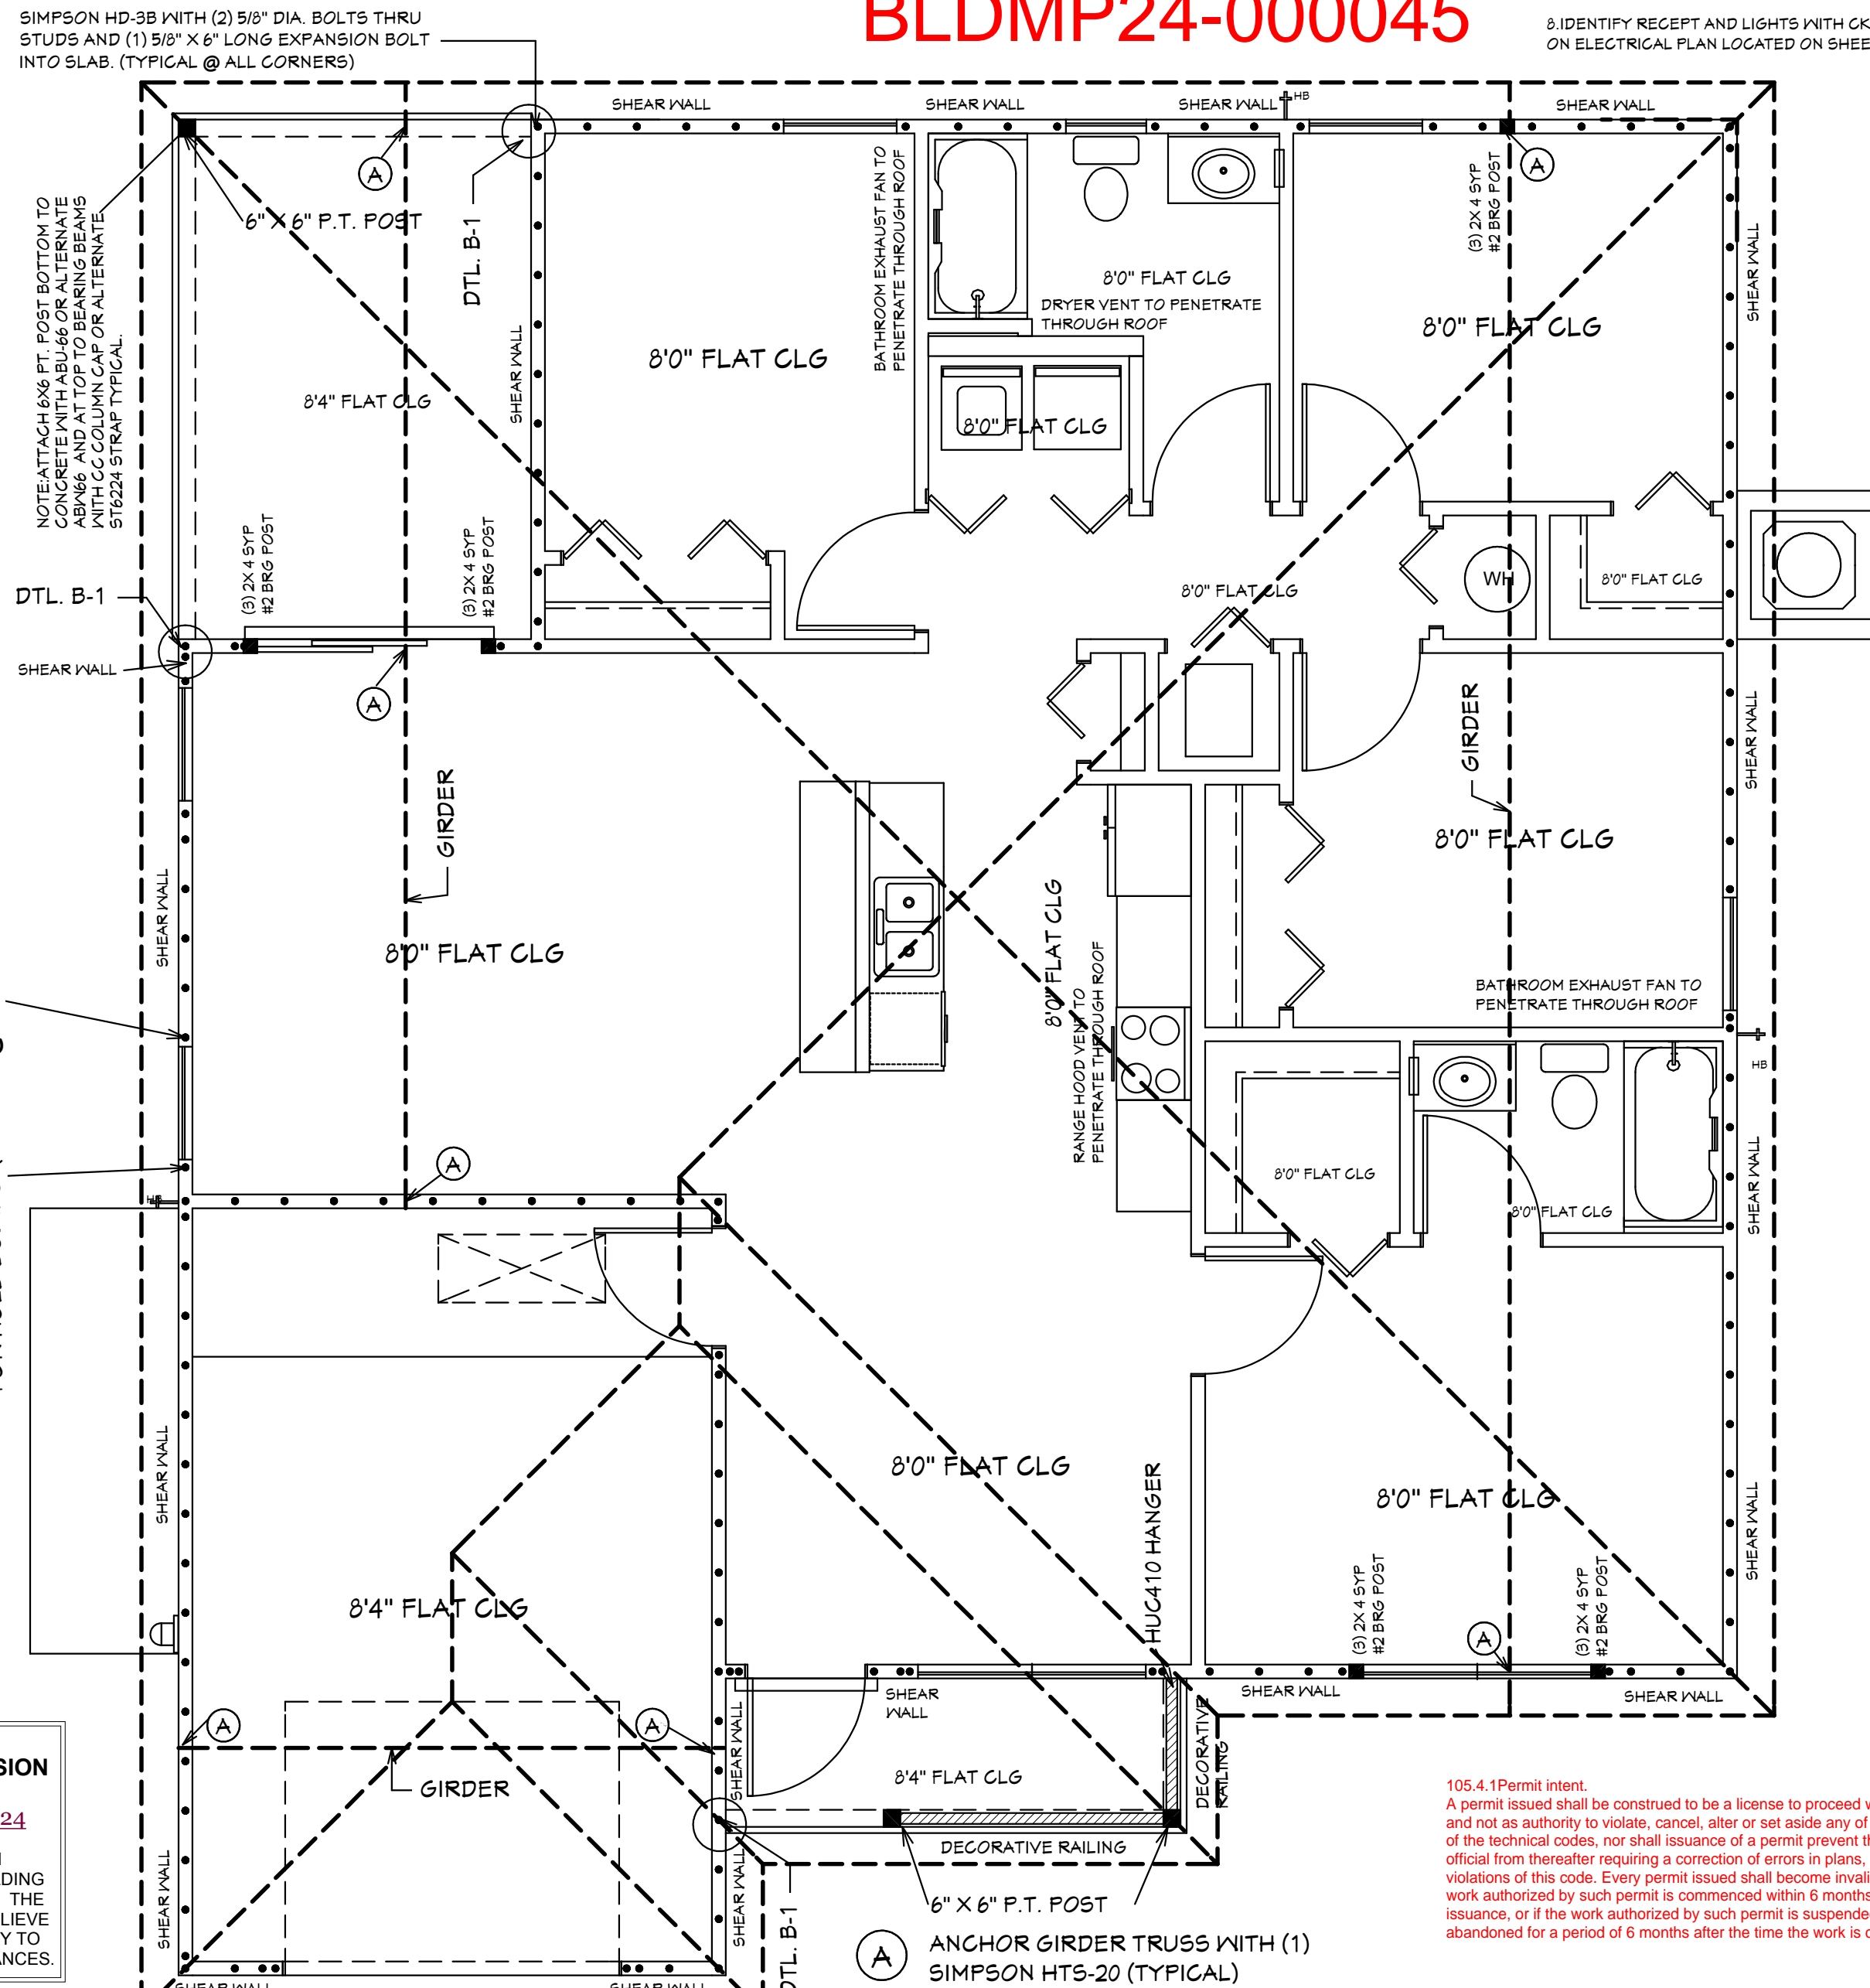 SIMPSON HD-3B WITH (2) 5/8" DIA. BOLTS THRU
STUDS AND (1) 5/8" X 6" LONG EXPANSION BOLT
INTO SLAB. (TYPICAL @ ALL CORNERS)
BLDMP24-000045
8.IDENTIFY RECEPT AND LIGHTS WITH
ON ELECTRICAL PLAN LOCATED ON
SHEAR WALL
SHEAR WALL
SHEAR WALL
HB
SHEAR WALL
A
6" X 6" P.T. POST
DTL. B-1
NOTE:ATTACH 6X6 PT. POST BOTTOM TO
CONCRETE WITH ABU-66 OR ALTERNATE
ABW66 AND AT TOP TO BEARING BEAMS
WITH CC COLUMN CAP OR ALTERNATE
ST6224 STRAP TYPICAL.
BATHROOM EXHAUST FAN TO
PENETRATE THROUGH ROOF
8'0" FLAT CLG
DRYER VENT TO PENETRATE
THROUGH ROOF
(3) 2X 4 SYP
#2 BRG POST
A
SHEAR WALL
8'0" FLAT CLG
8'0" FLAT CLG
SHEAR WALL
8'4" FLAT CLG
8'0" FLAT CLG
(3) 2X 4 SYP
#2 BRG POST
(3) 2X 4 SYP
#2 BRG POST
DTL. B-1
8'0" FLAT CLG
WH
8'0" FLAT CLG
SHEAR WALL
A
GIRDER
GIRDER
SHEAR WALL
8'0" FLAT CLG
SHEAR WALL
8'0" FLAT CLG
8'0" FLAT CLG
RANGE HOOD VENT TO
PENETRATE THROUGH ROOF
BATHROOM EXHAUST FAN TO
PENETRATE THROUGH ROOF
HB
A
8'0" FLAT CLG
8'0" FLAT CLG
SHEAR WALL
HB
8'0" FLAT CLG
HUC410 HANGER
8'0" FLAT CLG
SHEAR WALL
SHEAR WALL
8'4" FLAT CLG
(3) 2X 4 SYP
#2 BRG POST
A
(3) 2X 4 SYP
#2 BRG POST
SHEAR WALL
SHEAR WALL
SHEAR
WALL
A
A
SHEAR WALL
DECORATIVE
RAILING
GIRDER
8'4" FLAT CLG
DECORATIVE RAILING
SHEAR WALL
SHEAR WALL
DTL. B-1
6" X 6" P.T. POST
A
ANCHOR GIRDER TRUSS WITH (1)
SIMPSON HTS-20 (TYPICAL)
SHEAR WALL
SHEAR WALL
24
THE
TO
105.4.1Permit intent.
A permit issued shall be construed to be a license to proceed
and not as authority to violate, cancel, alter or set aside any of
of the technical codes, nor shall issuance of a permit prevent
official from thereafter requiring a correction of errors in plans,
violations of this code. Every permit issued shall become
work authorized by such permit is commenced within 6 months
issuance, or if the work authorized by such permit is
abandoned for a period of 6 months after the time the work is